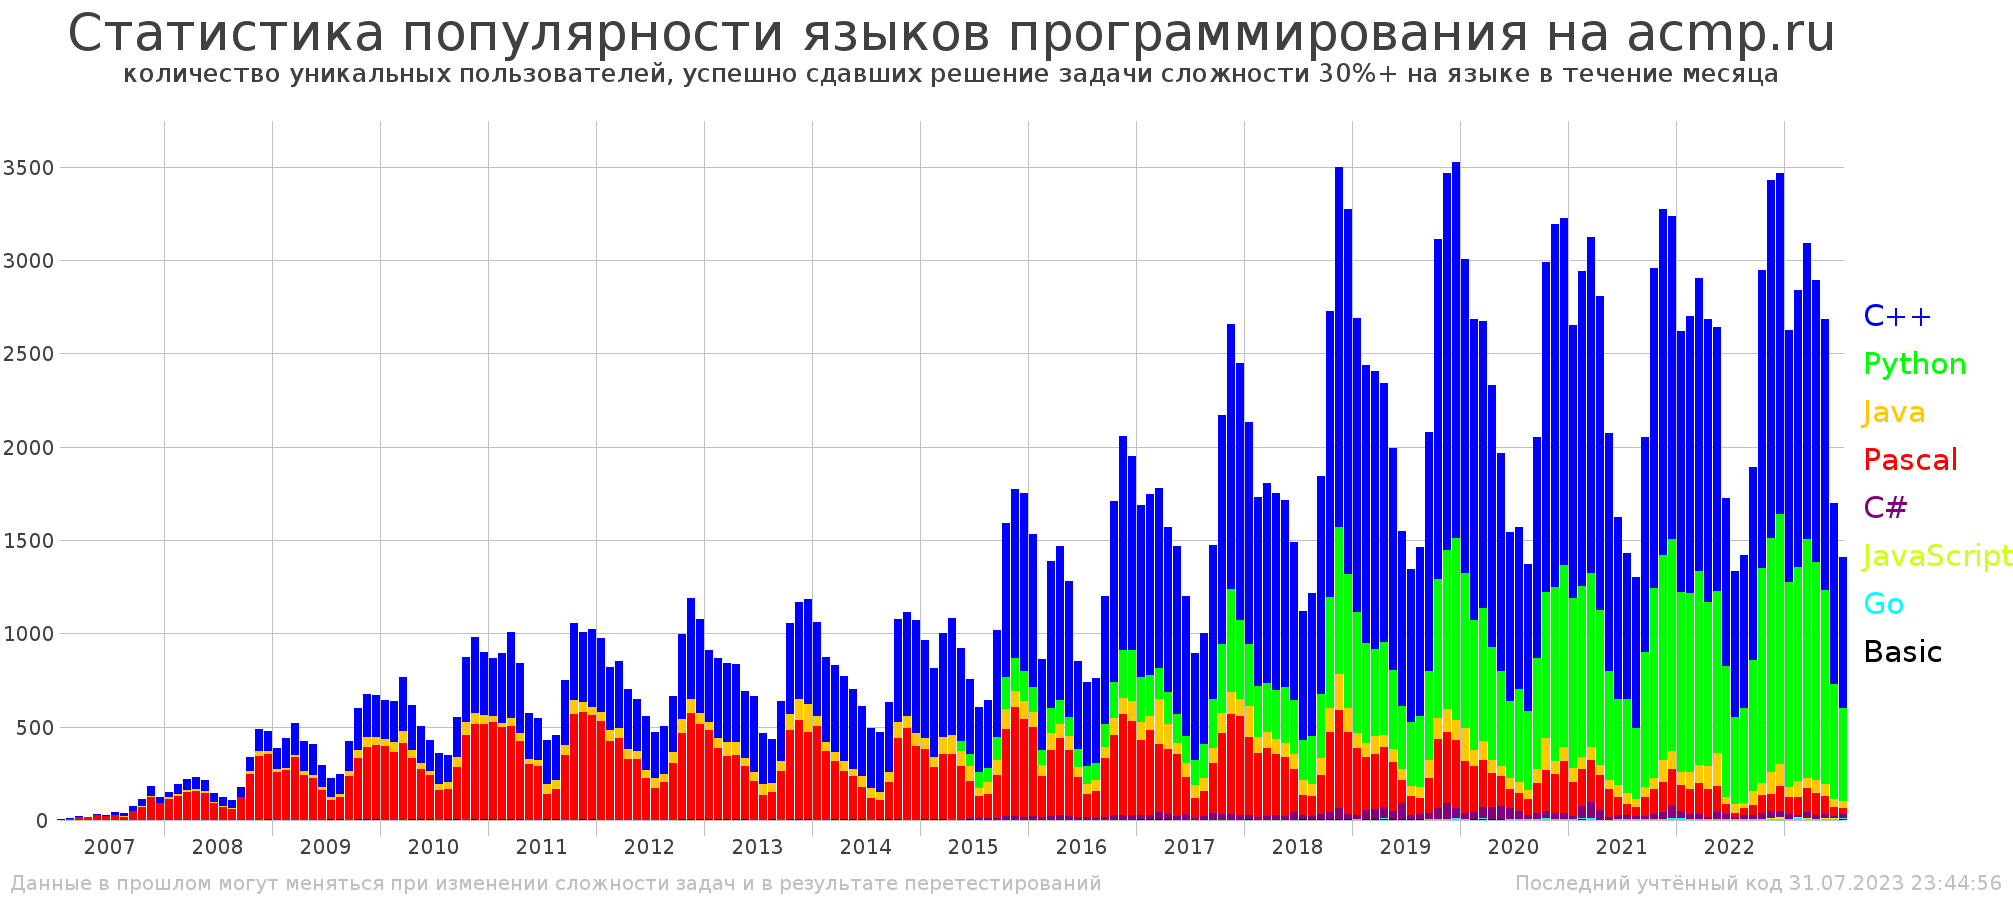 Статистика популярности языков программирования на acmp.ru
количество уникальных пользователей, успешно сдавших решение задачи сложности 30%+ на языке в течение месяца
3500
3000
2500
2000
1500
1000
500
0
C++
Python
Java
Pascal
C#
JavaScript
Go
Basic
2007 2008 2009 2010 2011 2012 2013 2014 2015 2016 2017 2018 2019 2020 2021 2022
Данные в прошлом могут меняться при изменении сложности задач и в результате перетестирований
Последний учтённый код 31.07.2023 23:44:56